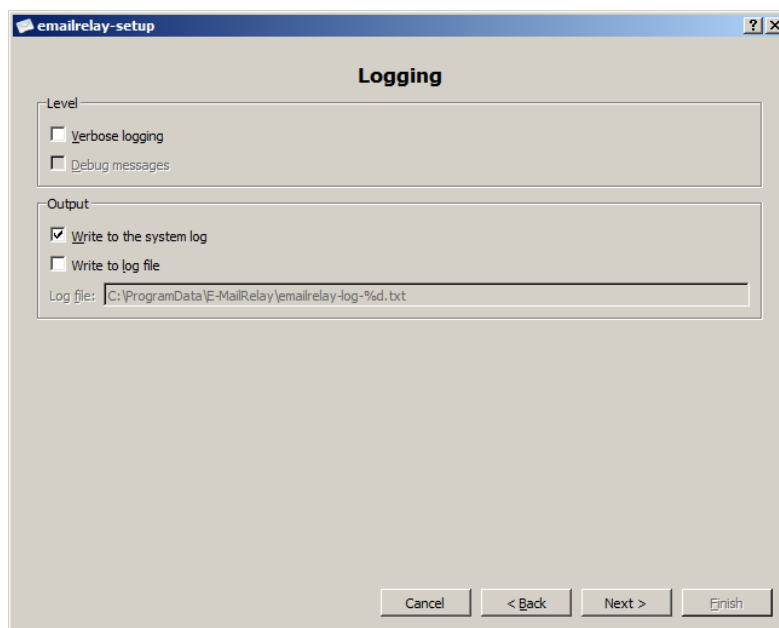 emailrelay-setup
Logging
Level
Verbose logging
Debug messages
Output
Write to the system log
Write to log file
Log file: C:\ProgramData\E-MailRelay\emailrelay-log-%d.txt
Cancel < Back Next > Finish